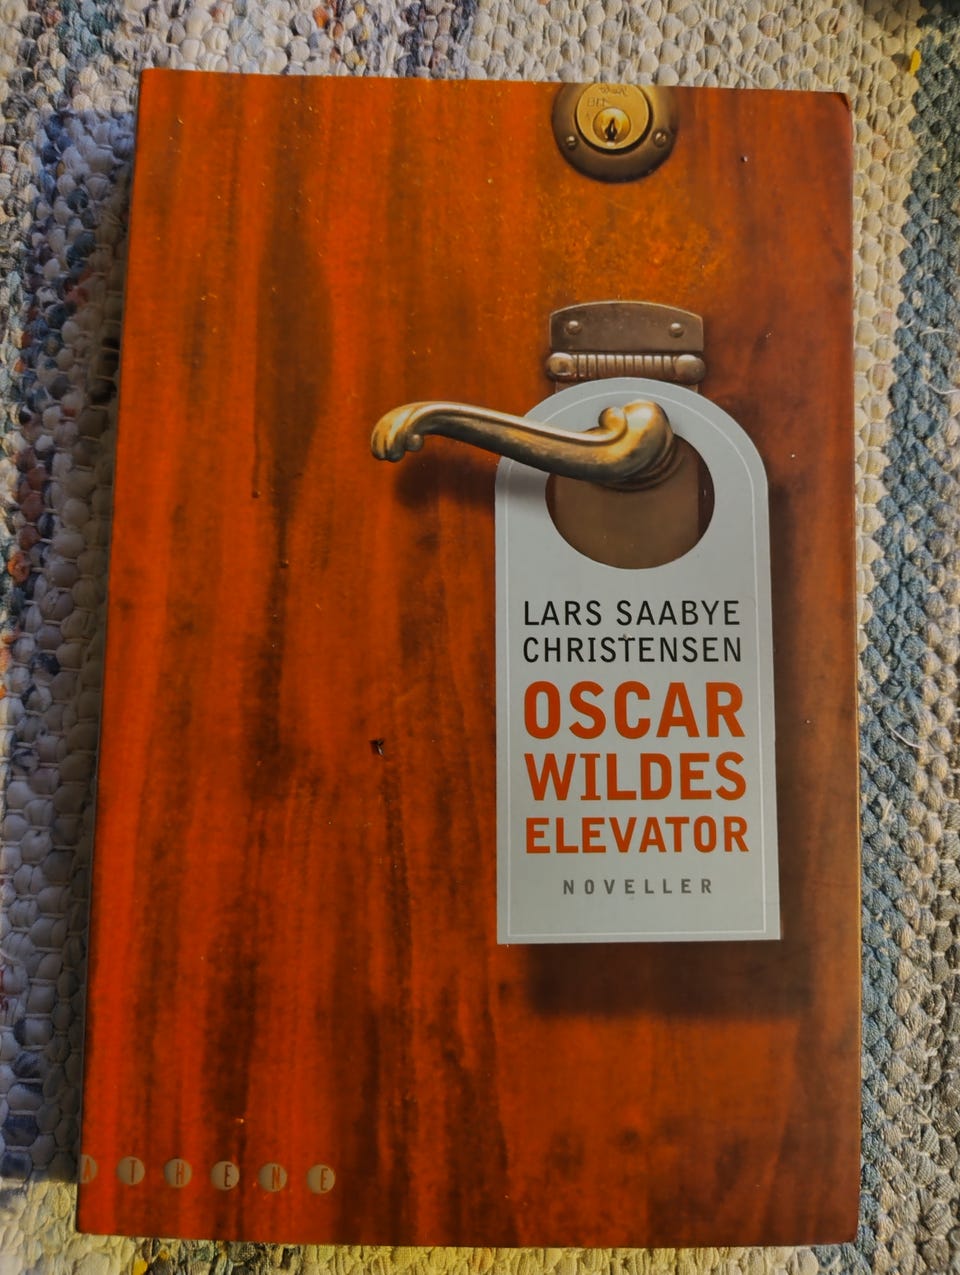 LARS SAABYE
CHRISTENSEN
OSCAR
WILDES
ELEVATOR
NOVELLER
ATHENE